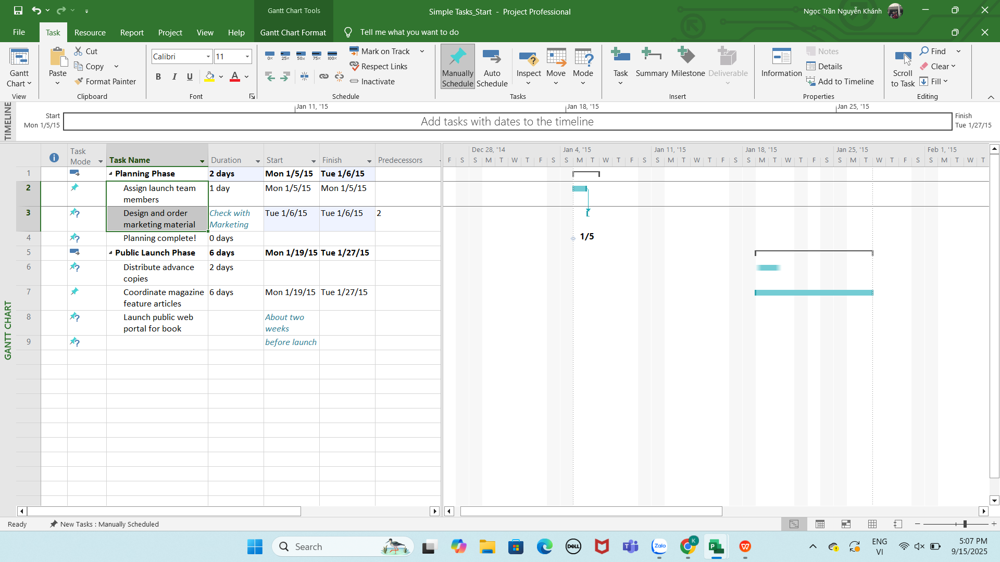 Gantt Chart Tools
Simple Tasks_Start - Project Professional
Ngọc Trần Nguyễn Khánh
File
Task
Resource
Report
Project
View
Help
Gantt Chart Format
Tell me what you want to do
Gantt
Chart
View
Paste
Cut
Copy
Format Painter
Clipboard
Calibri
11
B I U
A
Font
0% 25% 50% 75% 100%
Mark on Track
Respect Links
Inactivate
Schedule
Manually
Schedule
Auto
Schedule
Inspect
Move
Mode
Tasks
Task
Summary
Milestone
Deliverable
Insert
Information
Notes
Details
Add to Timeline
Properties
Scroll
to Task
Find
Clear
Fill
Editing
TIMELINE
Jan 11, '15
Jan 18, '15
Jan 25, '15
Start
Mon 1/5/15
Add tasks with dates to the timeline
Finish
Tue 1/27/15
Task
Mode
Task Name
Duration
Start
Finish
Predecessors
Dec 28, '14
Jan 4, '15
Jan 11, '15
Jan 18, '15
Jan 25, '15
Feb 1, '15
F S S M T W T F S S M T W T F S S M T W T F S S M T W T F S S M T W T F S S M T W T
1 Planning Phase 2 days Mon 1/5/15 Tue 1/6/15
2 Assign launch team 1 day Mon 1/5/15 Mon 1/5/15
members
3 Design and order Check with Tue 1/6/15 Tue 1/6/15 2
marketing material Marketing
4 Planning complete! 0 days
1/5
5 Public Launch Phase 6 days Mon 1/19/15 Tue 1/27/15
6 Distribute advance 2 days
copies
7 Coordinate magazine 6 days Mon 1/19/15 Tue 1/27/15
feature articles
8 Launch public web About two
portal for book weeks
9 before launch
GANTT CHART
Ready
New Tasks : Manually Scheduled
Search
DELL
Zalo
K
ENG
VI
5:07 PM
9/15/2025